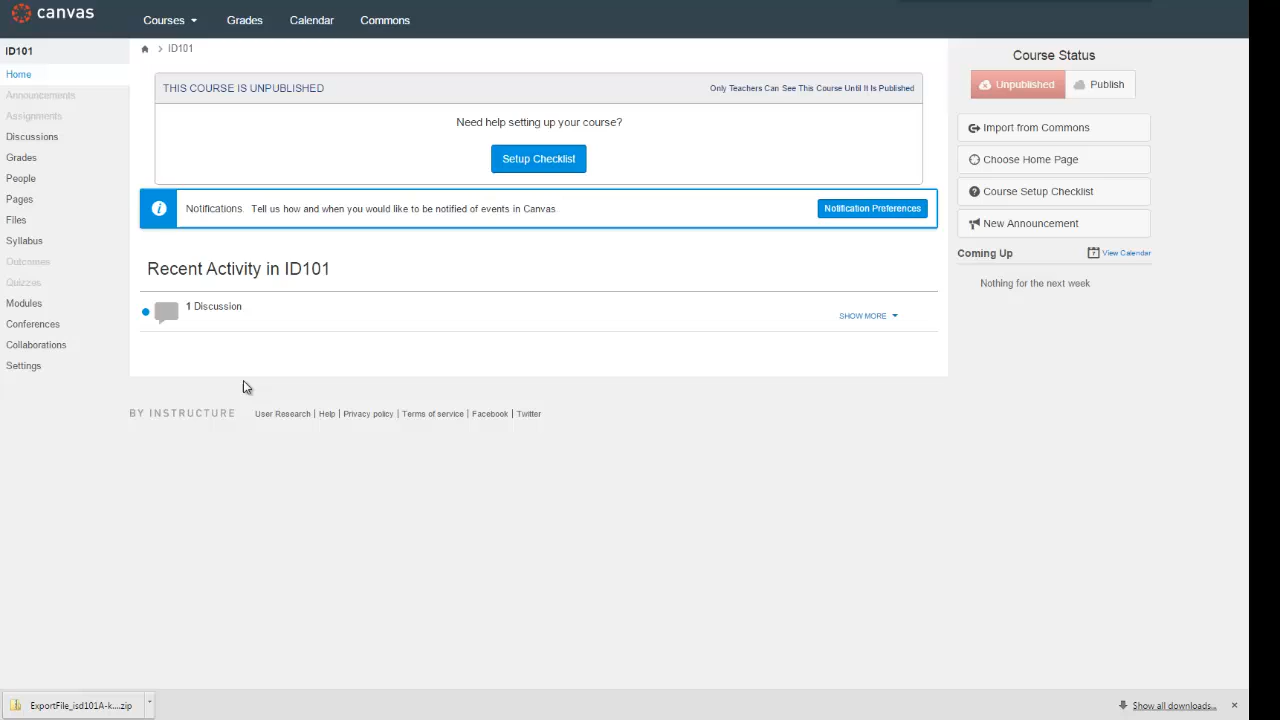 canvas
Courses
Grades
Calendar
Commons
ID101
Home
Announcements
Assignments
Discussions
Grades
People
Pages
Files
Syllabus
Outcomes
Quizzes
Modules
Conferences
Collaborations
Settings
> ID101
THIS COURSE IS UNPUBLISHED
Only Teachers Can See This Course Until It Is Published
Need help setting up your course?
Setup Checklist
Notifications. Tell us how and when you would like to be notified of events in Canvas.
Notification Preferences
Recent Activity in ID101
1 Discussion
SHOW MORE
BY INSTRUCTURE
User Research | Help | Privacy policy | Terms of service | Facebook | Twitter
Course Status
Unpublished
Publish
Import from Commons
Choose Home Page
Course Setup Checklist
New Announcement
Coming Up
View Calendar
Nothing for the next week
ExportFile_isd101A-k....zip
Show all downloads...